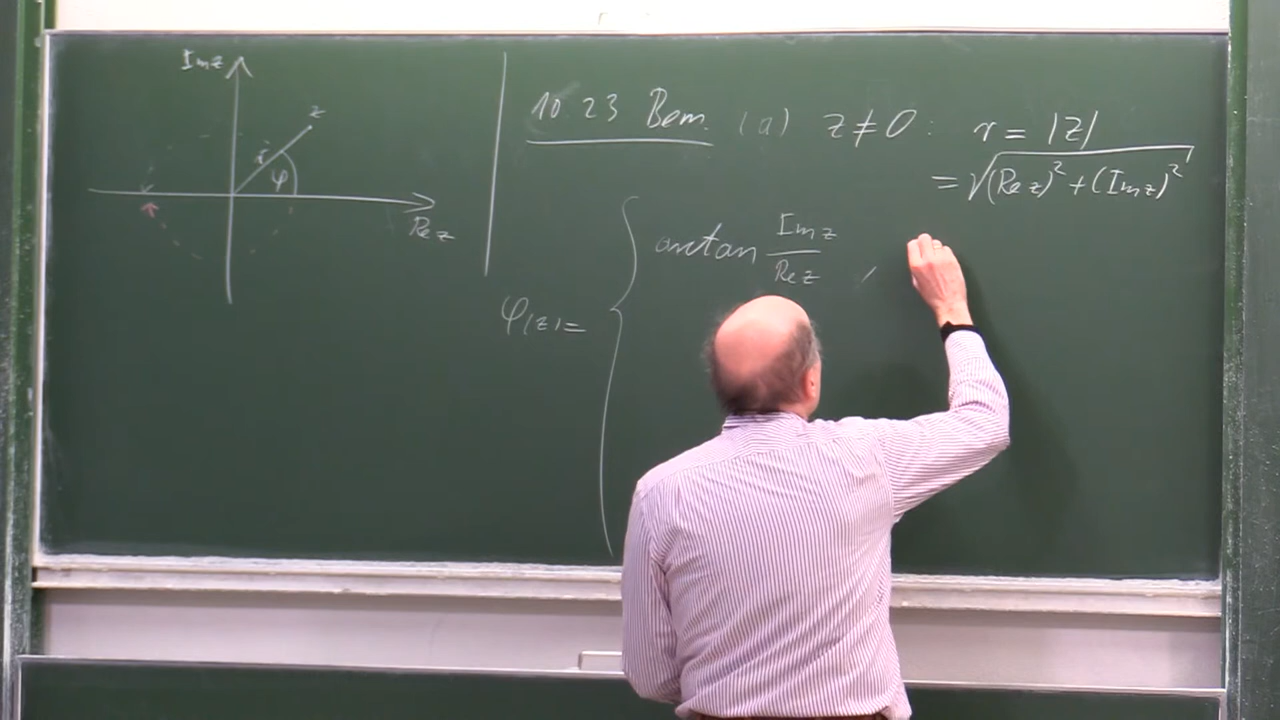 Im z
z
r
φ
Re z
10.23 Bem. (a) z ≠ 0 : r = |z|
= √(Re z)² + (Im z)²
φ(z) = { arctan Im z / Re z ,